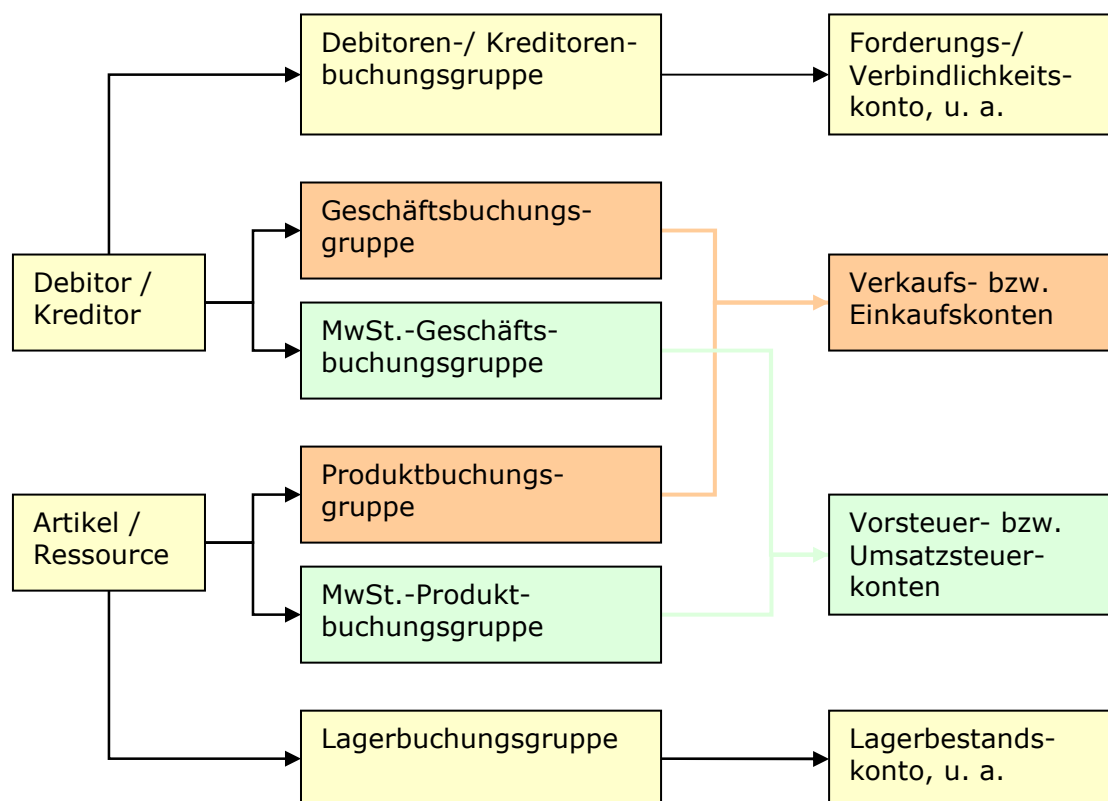 Debitoren-/ Kreditoren-
buchungsgruppe
Forderungs-/
Verbindlichkeits-
konto, u. a.
Geschäftsbuchungs-
gruppe
Debitor /
Kreditor
Verkaufs- bzw.
Einkaufskonten
MwSt.-Geschäfts-
buchungsgruppe
Produktbuchungs-
gruppe
Artikel /
Ressource
Vorsteuer- bzw.
Umsatzsteuer-
konten
MwSt.-Produkt-
buchungsgruppe
Lagerbuchungsgruppe
Lagerbestands-
konto, u. a.